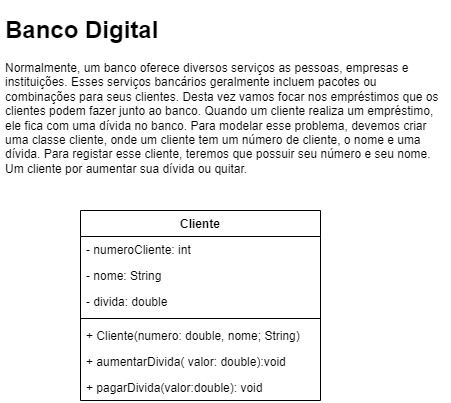 Banco Digital
Normalmente, um banco oferece diversos serviços as pessoas, empresas e
instituições. Esses serviços bancários geralmente incluem pacotes ou
combinações para seus clientes. Desta vez vamos focar nos empréstimos que os
clientes podem fazer junto ao banco. Quando um cliente realiza um empréstimo,
ele fica com uma dívida no banco. Para modelar esse problema, devemos criar
uma classe cliente, onde um cliente tem um número de cliente, o nome e uma
dívida. Para registar esse cliente, teremos que possuir seu número e seu nome.
Um cliente por aumentar sua dívida ou quitar.
Cliente
- numeroCliente: int
- nome: String
- divida: double
+ Cliente(numero: double, nome; String)
+ aumentarDivida( valor: double):void
+ pagarDivida(valor:double): void